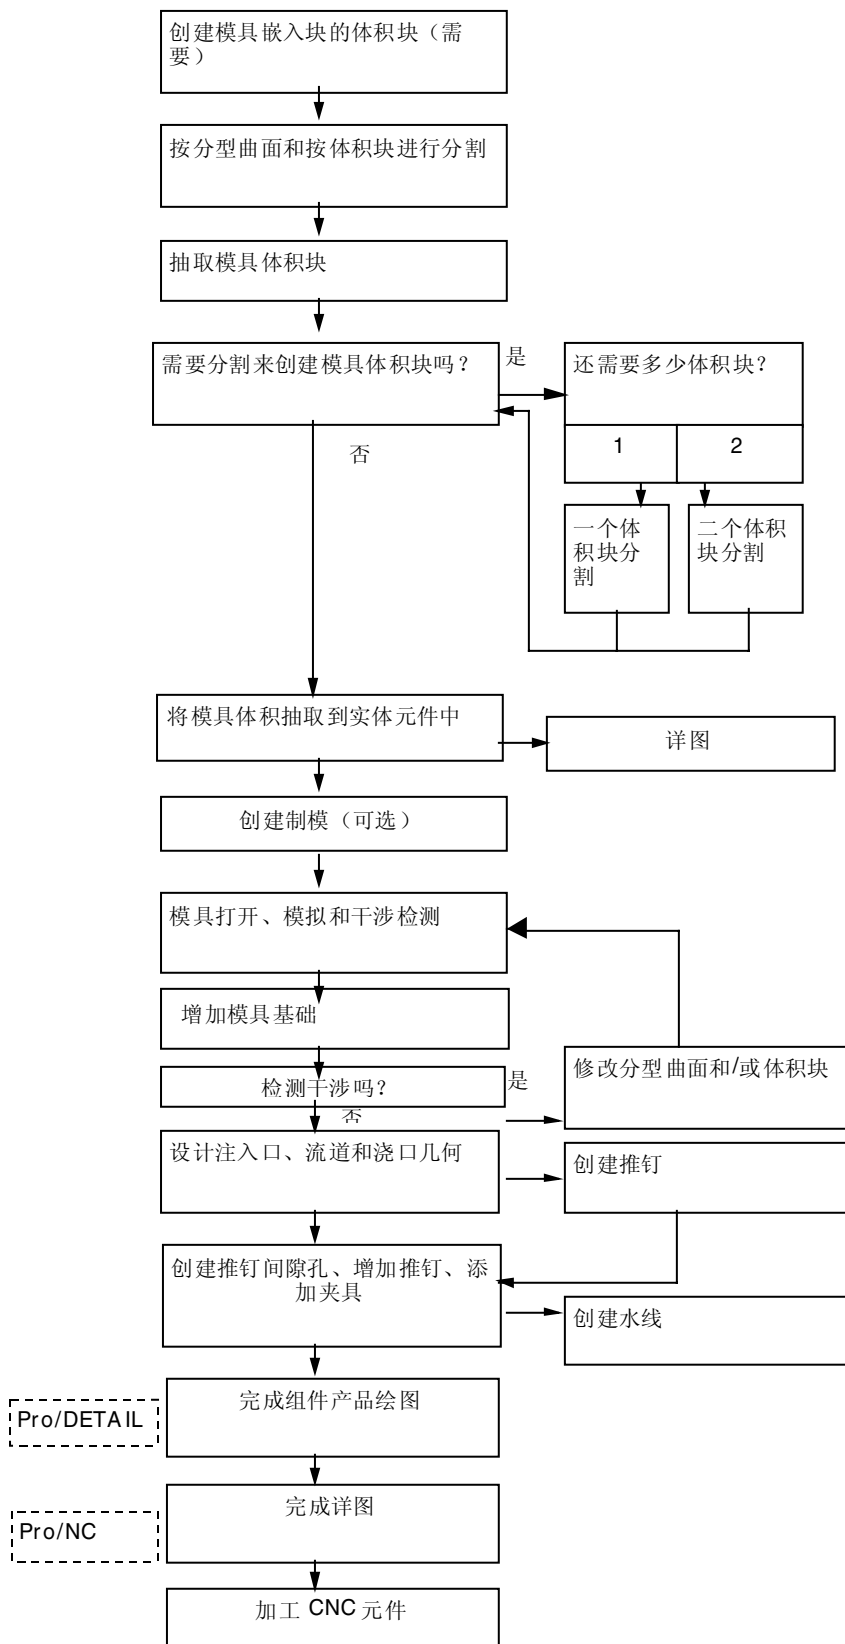 创建模具嵌入块的体积块（需
要）
按分型曲面和按体积块进行分割
抽取模具体积块
需要分割来创建模具体积块吗？
是
还需要多少体积块？
1
2
否
一个体
积块分
割
二个体积
块分割
将模具体积抽取到实体元件中
详图
创建制模（可选）
模具打开、模拟和干涉检测
增加模具基础
修改分型曲面和/或体积块
检测干涉吗？
是
否
设计注入口、流道和浇口几何
创建推钉
创建推钉间隙孔、增加推钉、添
加夹具
创建水线
完成组件产品绘图
Pro/DETAIL
完成详图
Pro/NC
加工 CNC 元件